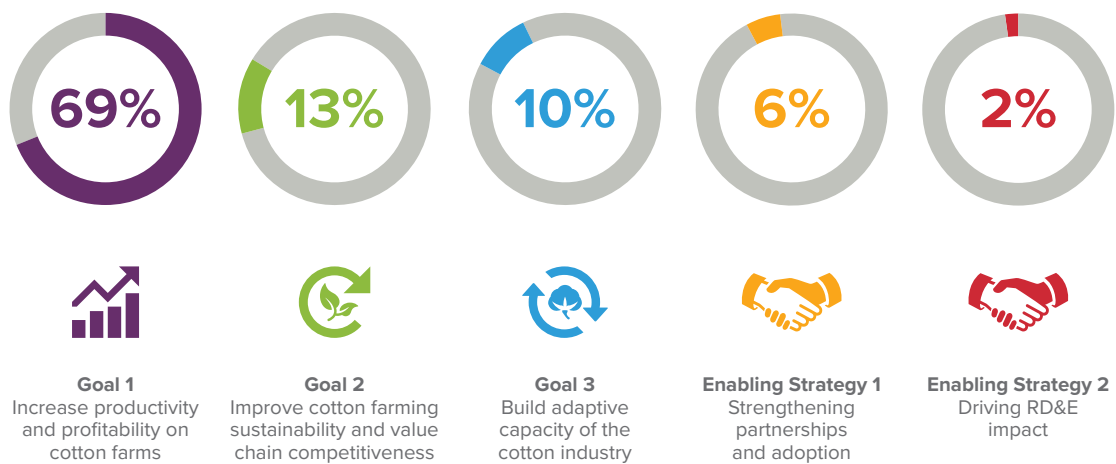 69%
13%
10%
6%
2%
Goal 1
Increase productivity
and profitability on
cotton farms
Goal 2
Improve cotton farming
sustainability and value
chain competitiveness
Goal 3
Build adaptive
capacity of the
cotton industry
Enabling Strategy 1
Strengthening
partnerships
and adoption
Enabling Strategy 2
Driving RD&E
impact